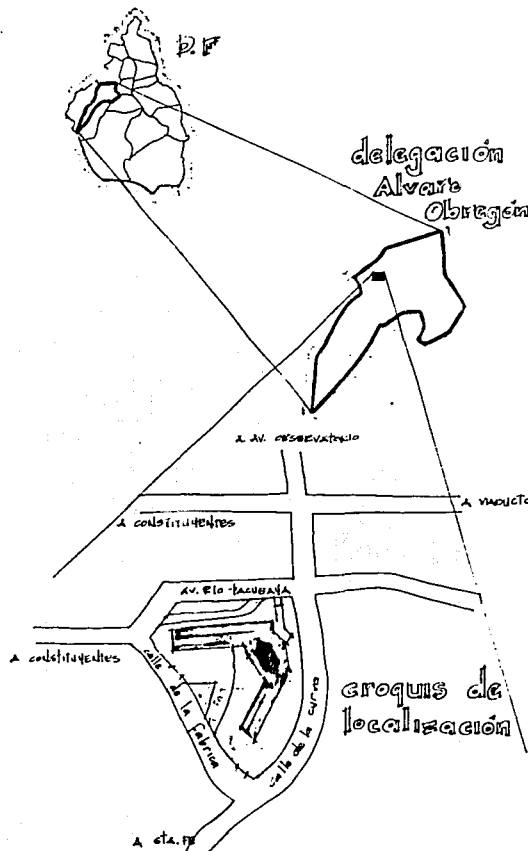 D.F
delegación
Alvaro
Obregón
A AV. OBSERVATORIO
A VIADUCTO
A CONSTITUYENTES
AV. RIO TACUBAYA
A CONSTITUYENTES
calle de la fabrica
calle de la curva
croquis de
localización
A STA. FE